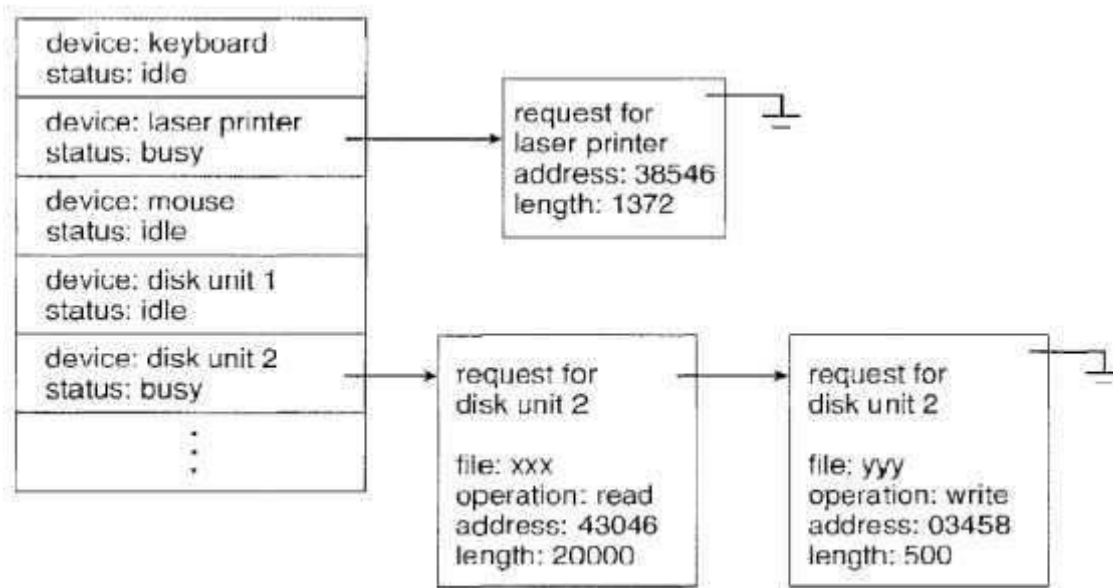 device: keyboard
status: idle
device: laser printer
status: busy
device: mouse
status: idle
device: disk unit 1
status: idle
device: disk unit 2
status: busy
request for
laser printer
address: 38546
length: 1372
request for
disk unit 2
file: xxx
operation: read
address: 43046
length: 20000
request for
disk unit 2
file: yyy
operation: write
address: 03458
length: 500